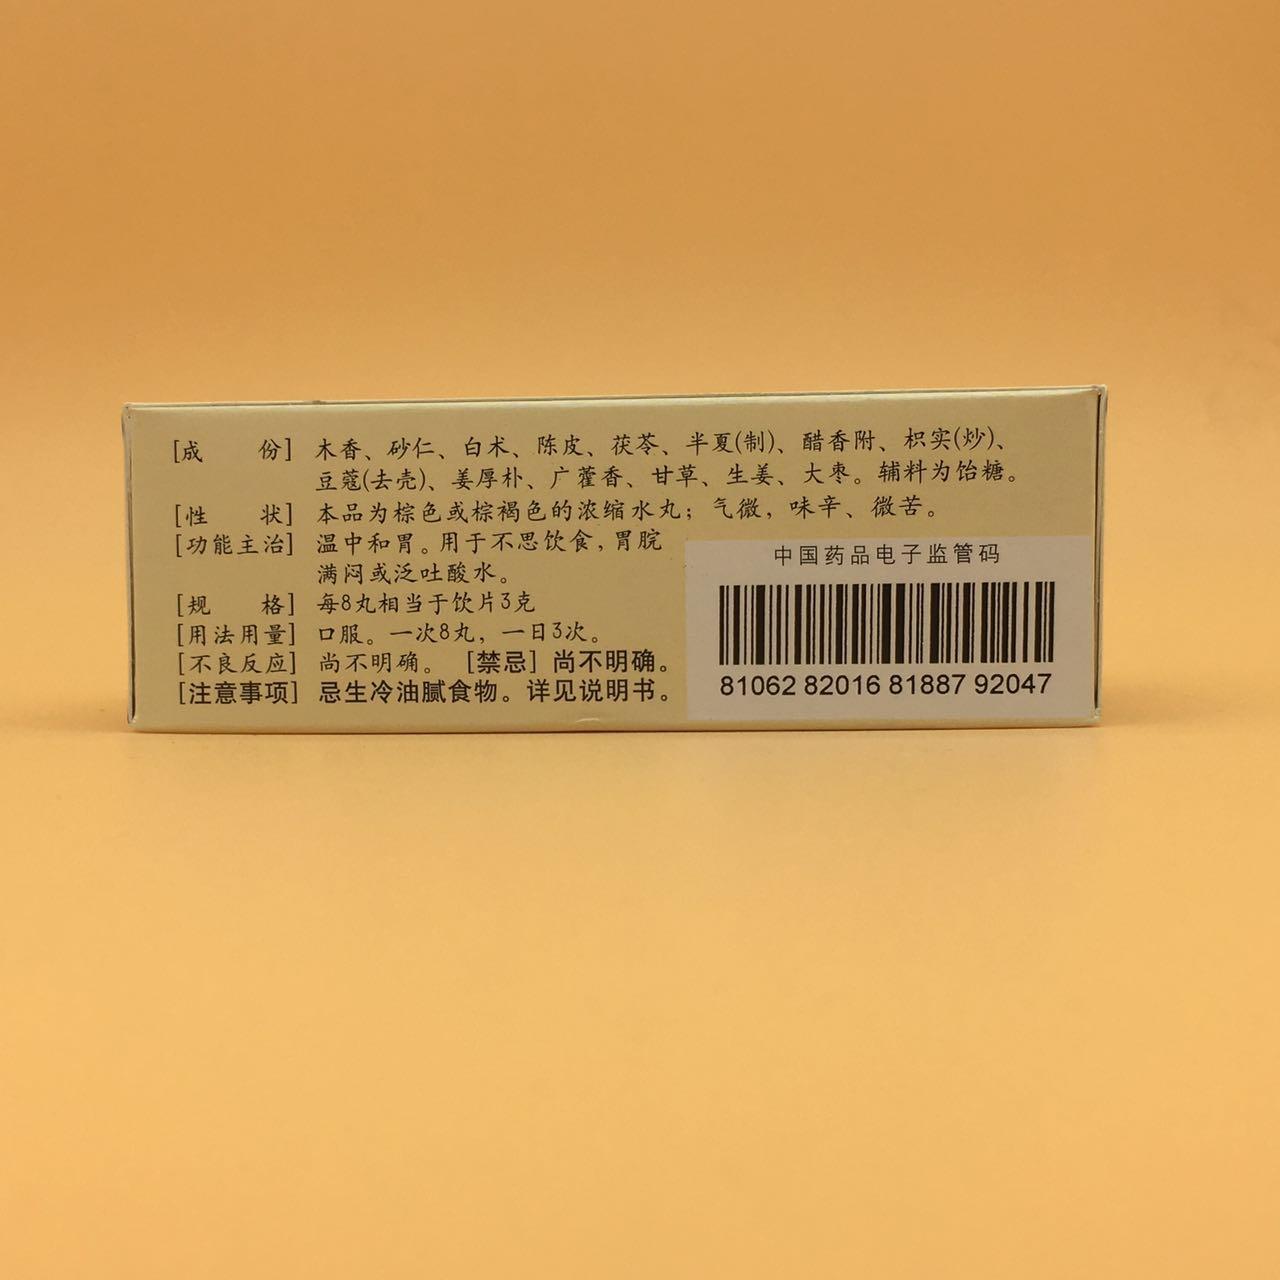 [成份] 木香、砂仁、白术、陈皮、茯苓、半夏(制)、醋香附、枳实(炒)、
豆蔻(去壳)、姜厚朴、广藿香、甘草、生姜、大枣。辅料为饴糖。
[性状] 本品为棕色或棕褐色的浓缩水丸；气微，味辛、微苦。
[功能主治] 温中和胃。用于不思饮食，胃脘
满闷或泛吐酸水。
[规格] 每8丸相当于饮片3克
[用法用量] 口服。一次8丸，一日3次。
[不良反应] 尚不明确。 [禁忌] 尚不明确。
[注意事项] 忌生冷油腻食物。详见说明书。
中国药品电子监管码
81062 82016 81887 92047